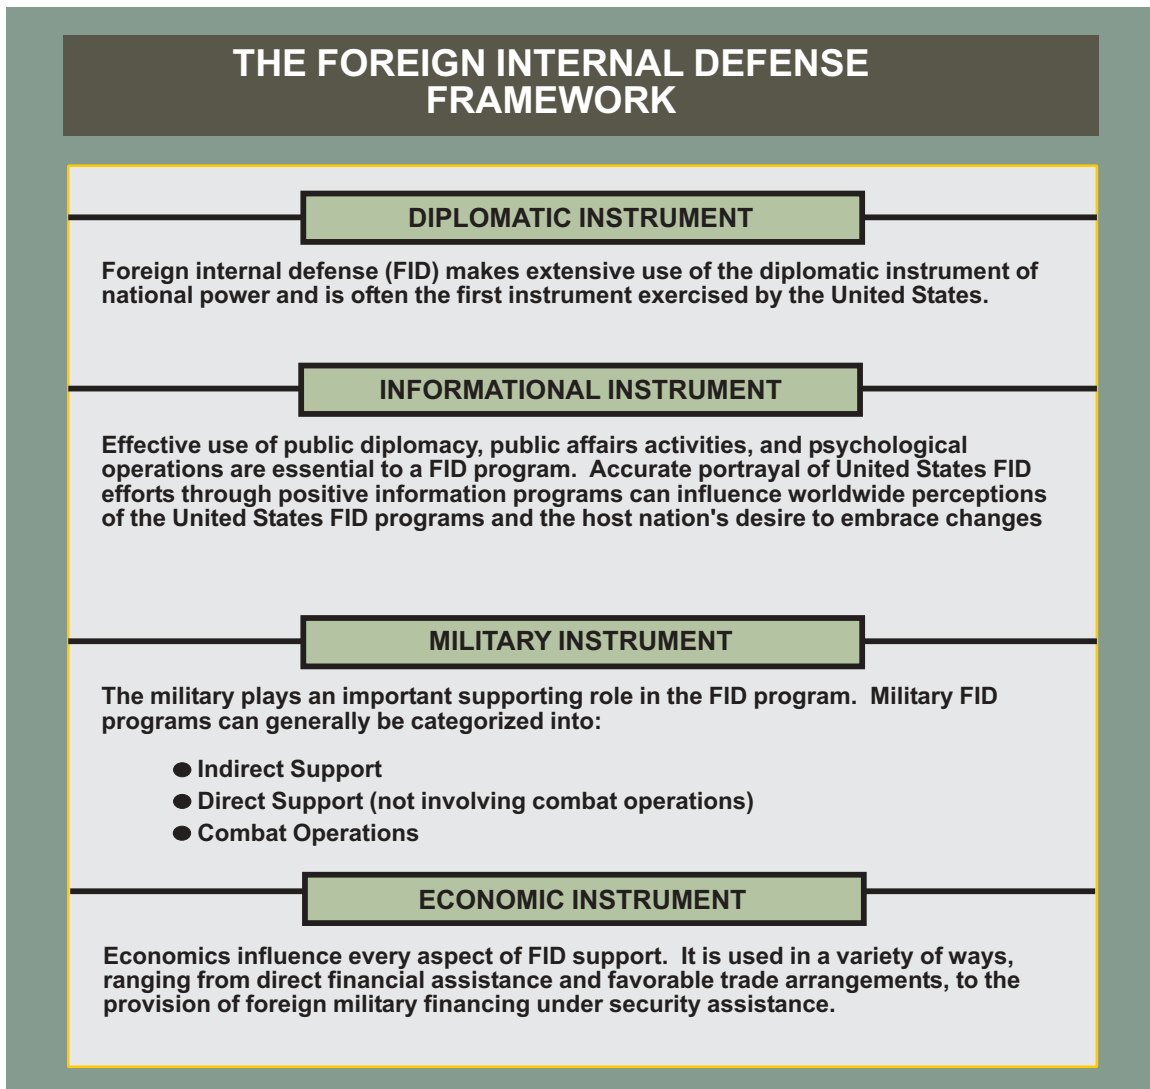 THE FOREIGN INTERNAL DEFENSE
FRAMEWORK
DIPLOMATIC INSTRUMENT
Foreign internal defense (FID) makes extensive use of the diplomatic instrument of
national power and is often the first instrument exercised by the United States.
INFORMATIONAL INSTRUMENT
Effective use of public diplomacy, public affairs activities, and psychological
operations are essential to a FID program.  Accurate portrayal of United States FID
efforts through positive information programs can influence worldwide perceptions
of the United States FID programs and the host nation's desire to embrace changes
MILITARY INSTRUMENT
The military plays an important supporting role in the FID program.  Military FID
programs can generally be categorized into:
● Indirect Support
● Direct Support (not involving combat operations)
● Combat Operations
ECONOMIC INSTRUMENT
Economics influence every aspect of FID support.  It is used in a variety of ways,
ranging from direct financial assistance and favorable trade arrangements, to the
provision of foreign military financing under security assistance.